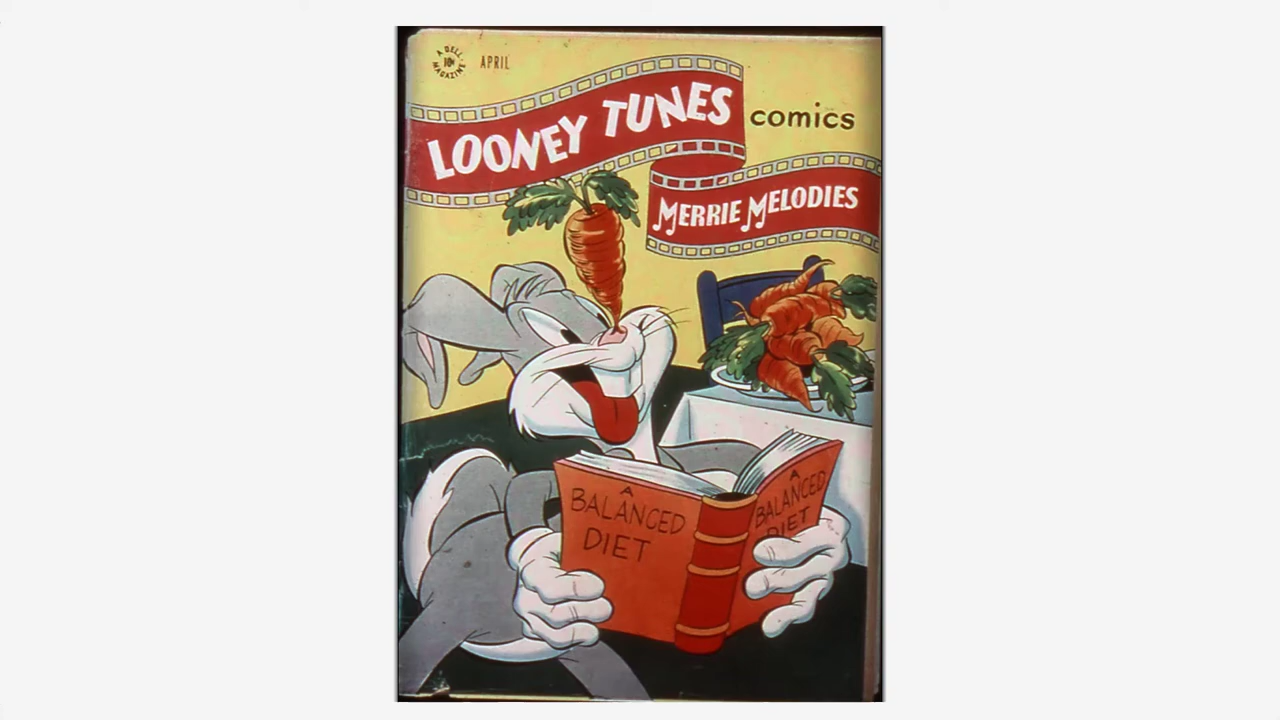 A DELL
10¢
MAGAZINE
APRIL
LOONEY TUNES
comics
MERRIE MELODIES
A
BALANCED
DIET
A
BALANCED
DIET